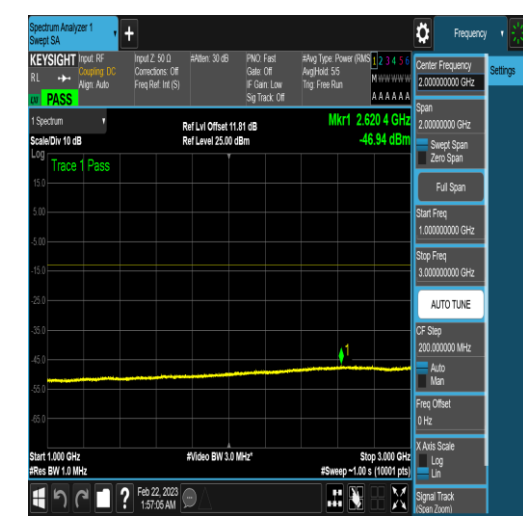 Spectrum Analyzer 1
Swept SA
+
Frequency
KEYSIGHT
RL
Align: Auto
Input: RF
Coupling: DC
Input Z: 50 Ω
Corrections: Off
Freq Ref: Int (S)
#Atten: 30 dB
PNO: Fast
Gate: Off
IF Gain: Low
Sig Track: Off
#Avg Type: Power (RMS
Avg|Hold: 5/5
Trig: Free Run
1 2 3 4 5 6
M W W W W W
A A A A A A
LXI PASS
1 Spectrum
Scale/Div 10 dB
Ref Lvl Offset 11.81 dB
Ref Level 25.00 dBm
Mkr1 2.620 4 GHz
-46.94 dBm
Log
Trace 1 Pass
15.0
5.00
-5.00
-15.0
-25.0
-35.0
-45.0
-55.0
-65.0
1
Start 1.000 GHz
#Res BW 1.0 MHz
#Video BW 3.0 MHz*
Stop 3.000 GHz
#Sweep ~1.00 s (10001 pts)
?
Feb 22, 2023
1:57:05 AM
Center Frequency
2.000000000 GHz
Settings
Span
2.00000000 GHz
Swept Span
Zero Span
Full Span
Start Freq
1.000000000 GHz
Stop Freq
3.000000000 GHz
AUTO TUNE
CF Step
200.000000 MHz
Auto
Man
Freq Offset
0 Hz
X Axis Scale
Log
Lin
Signal Track
(Span Zoom)